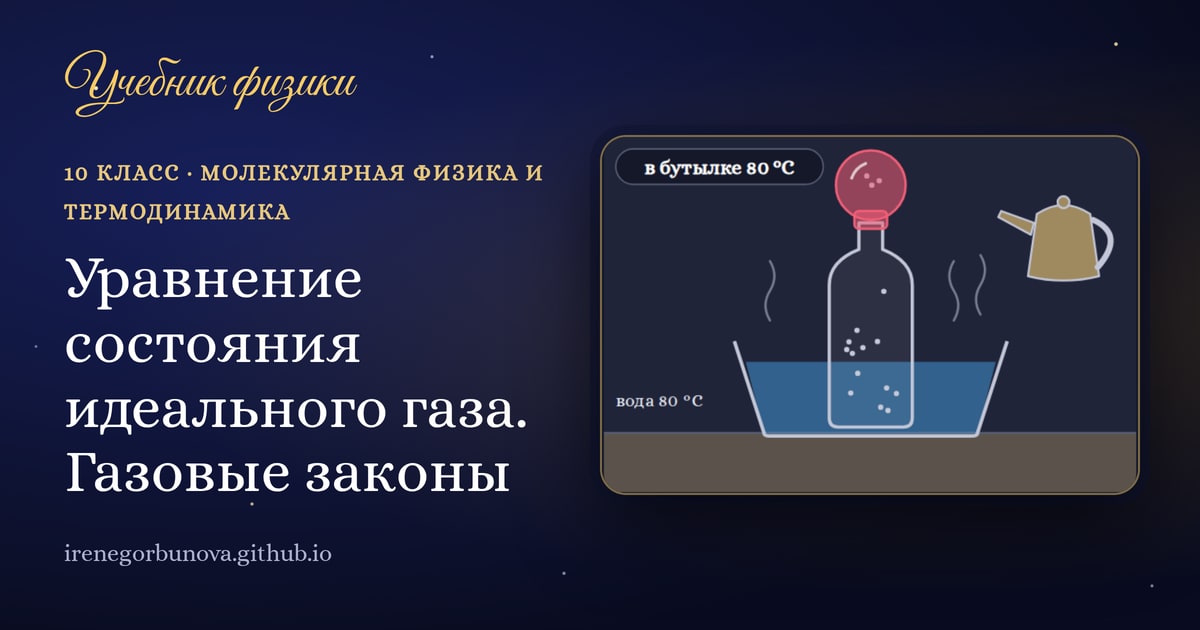 Учебник физики
10 КЛАСС · МОЛЕКУЛЯРНАЯ ФИЗИКА И
ТЕРМОДИНАМИКА
Уравнение
состояния
идеального газа.
Газовые законы
irenegorbunova.github.io
в бутылке 80 °C
вода 80 °C